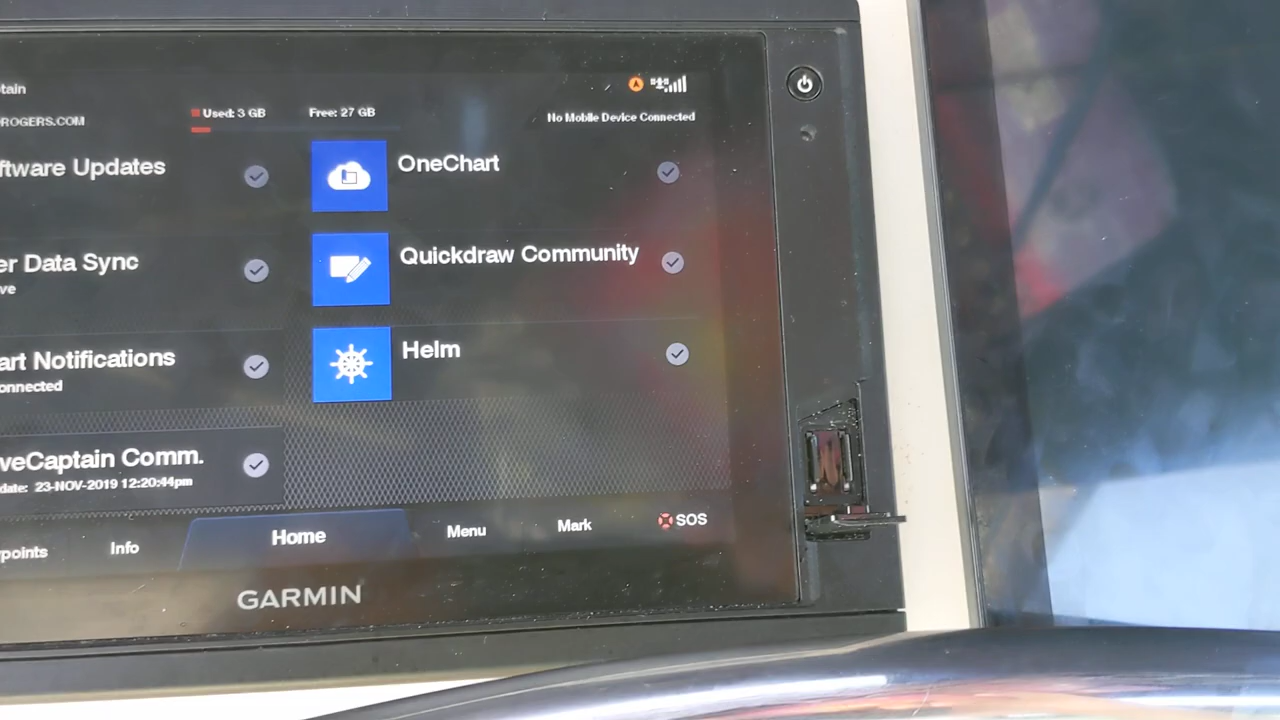 tain
ROGERS.COM
Used: 3 GB
Free: 27 GB
No Mobile Device Connected
ftware Updates
OneChart
er Data Sync
ve
Quickdraw Community
art Notifications
onnected
Helm
veCaptain Comm.
date: 23-NOV-2019 12:20:44pm
points
Info
Home
Menu
Mark
SOS
GARMIN